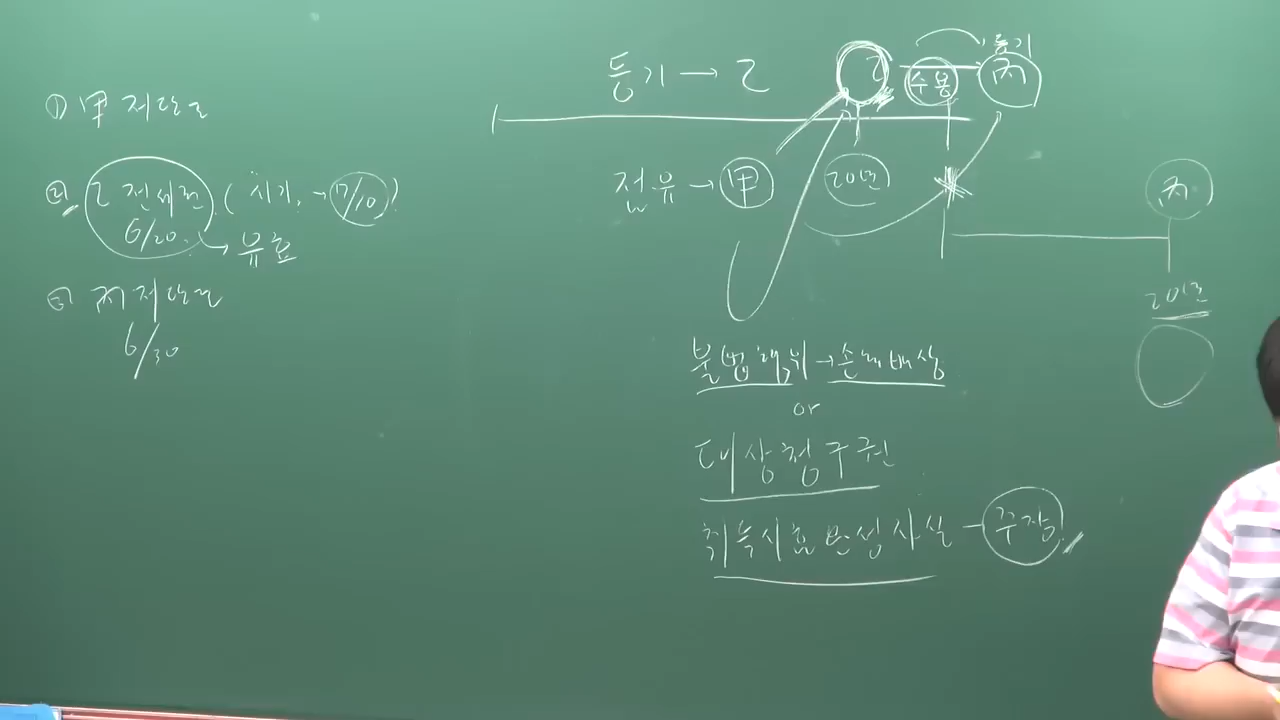 ① 甲 저당권
② 乙 전세권 (시기, → 7/10)
6/20. → 유효
③ 丙 저당권
6/30
등기 → 乙
乙 수용 등기 丙
점유 → 甲 20년
丙
20년
불법행위 → 손해배상
or
대상청구권
취득시효 완성사실 - 주장